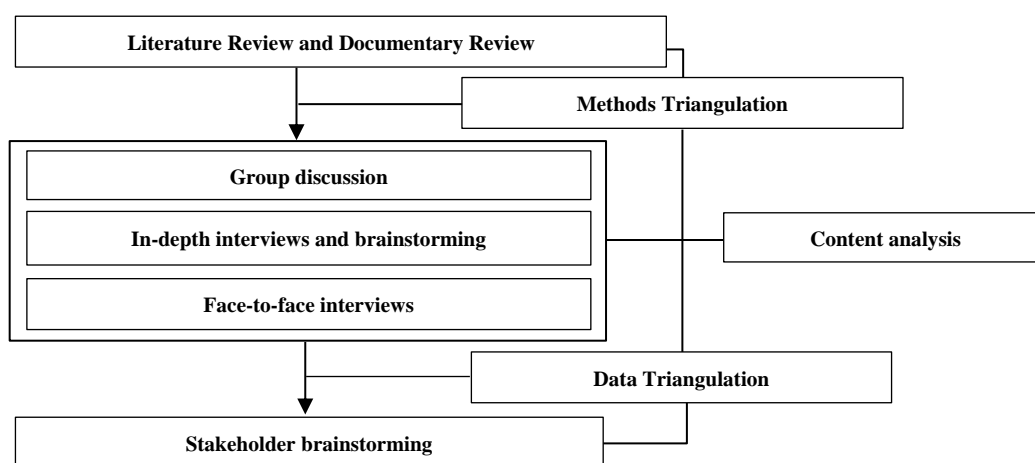 Literature Review and Documentary Review
Methods Triangulation
Group discussion
In-depth interviews and brainstorming
Content analysis
Face-to-face interviews
Data Triangulation
Stakeholder brainstorming